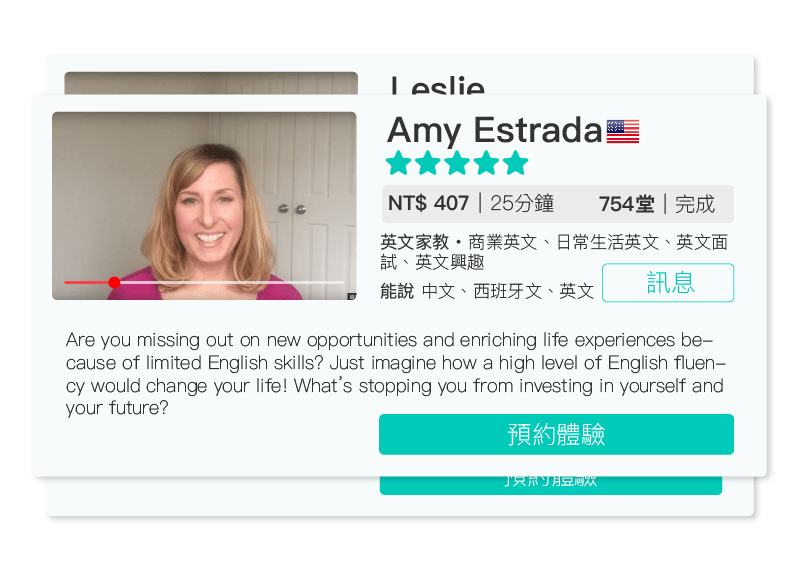 Leslie
Amy Estrada
NT$ 407｜25分鐘 754堂｜完成
英文家教・商業英文、日常生活英文、英文面
試、英文興趣
能說 中文、西班牙文、英文
訊息
Are you missing out on new opportunities and enriching life experiences be-
cause of limited English skills? Just imagine how a high level of English fluen-
cy would change your life! What's stopping you from investing in yourself and
your future?
預約體驗
預約體驗